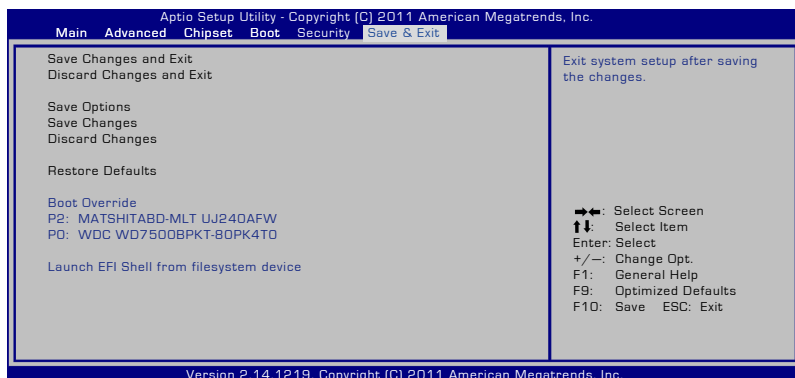 Aptio Setup Utility - Copyright (C) 2011 American Megatrends, Inc.
Main Advanced Chipset Boot Security Save & Exit
Save Changes and Exit
Discard Changes and Exit
Save Options
Save Changes
Discard Changes
Restore Defaults
Boot Override
P2: MATSHITABD-MLT UJ240AFW
P0: WDC WD7500BPKT-80PK4T0
Launch EFI Shell from filesystem device
Exit system setup after saving
the changes.
→←: Select Screen
↑↓: Select Item
Enter: Select
+/—: Change Opt.
F1: General Help
F9: Optimized Defaults
F10: Save ESC: Exit
Version 2.14.1219. Copyright (C) 2011 American Megatrends, Inc.